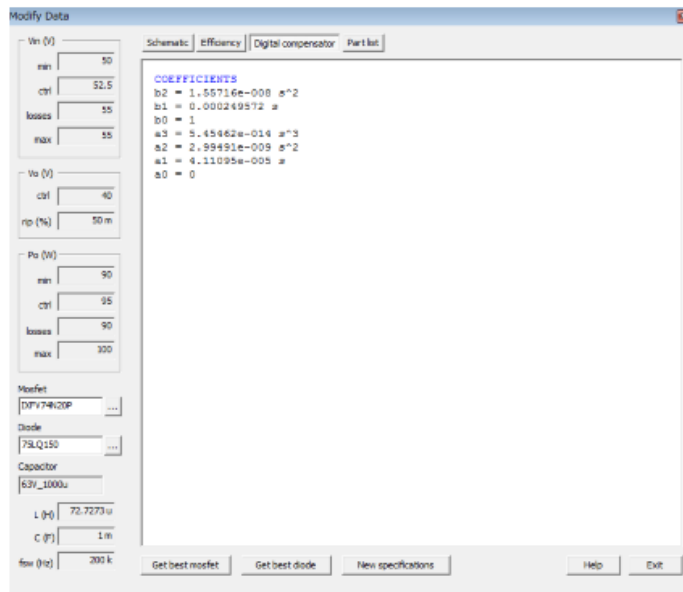 Modify Data
Vin (V)
min 50
ctrl 52.5
losses 55
max 55
Vo (V)
ctrl 40
rip (%) 50 m
Po (W)
min 90
ctrl 95
losses 90
max 100
Mosfet
IXFV74N20P ...
Diode
75LQ150 ...
Capacitor
63V_1000u
L (H) 72.7273 u
C (F) 1 m
fsw (Hz) 200 k
Schematic Efficiency Digital compensator Part list
COEFFICIENTS
b2 = 1.55716e-008 s^2
b1 = 0.000249572 s
b0 = 1
a3 = 5.45462e-014 s^3
a2 = 2.99491e-009 s^2
a1 = 4.11095e-005 s
a0 = 0
Get best mosfet Get best diode New specifications Help Exit